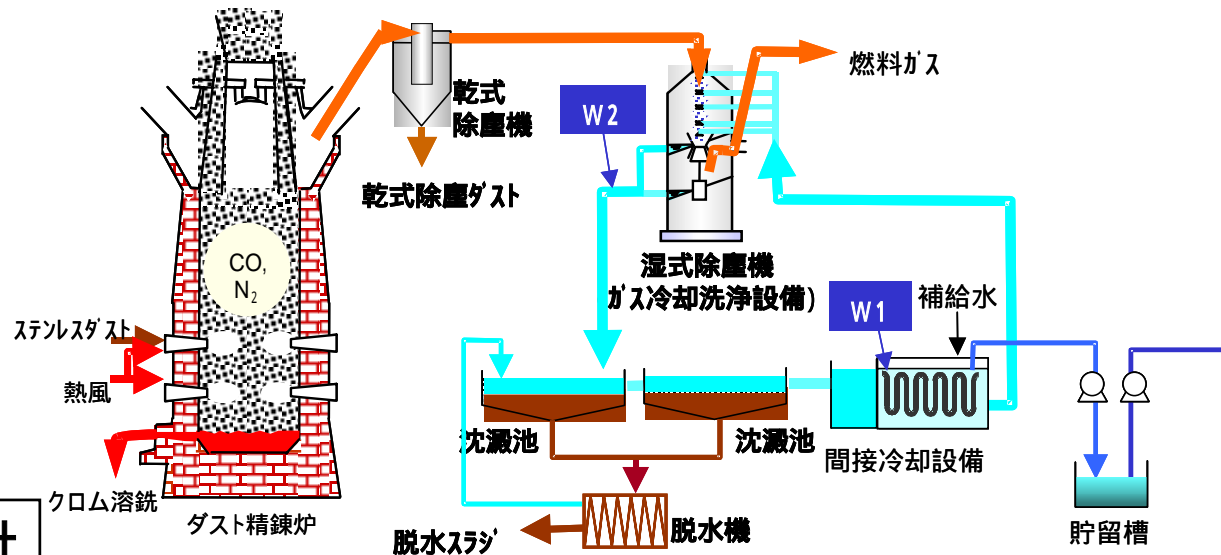 燃料ガス
乾式
除塵機
W2
乾式除塵ダスト
CO,
N2
湿式除塵機
ガス冷却洗浄設備)
補給水
W1
ステンレスダスト
熱風
沈澱池
沈澱池
間接冷却設備
クロム溶銑
ダスト精錬炉
脱水スラジ
脱水機
貯留槽